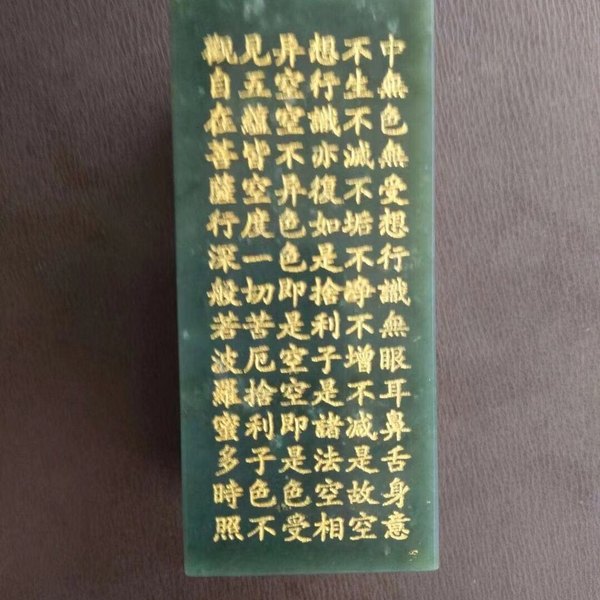 觀自在菩薩行深般若波羅蜜多時照
見五蘊皆空度一切苦厄捨利子色不
异空空不异色色即是空空即是色受
想行識亦復如是捨利子是諸法空相
不生不滅不垢不淨不增不减是故空
中無色無受想行識無眼耳鼻舌身意